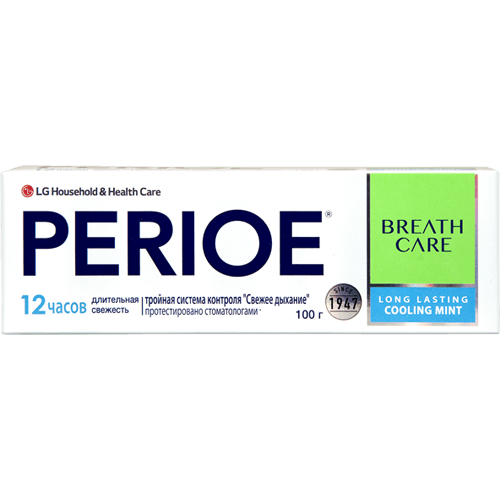 LG Household & Health Care
PERIOE®
12 часов
длительная
свежесть
тройная система контроля "Свежее дыхание"
протестировано стоматологами
100 г
SINCE
1947
BREATH
CARE
LONG LASTING
COOLING MINT